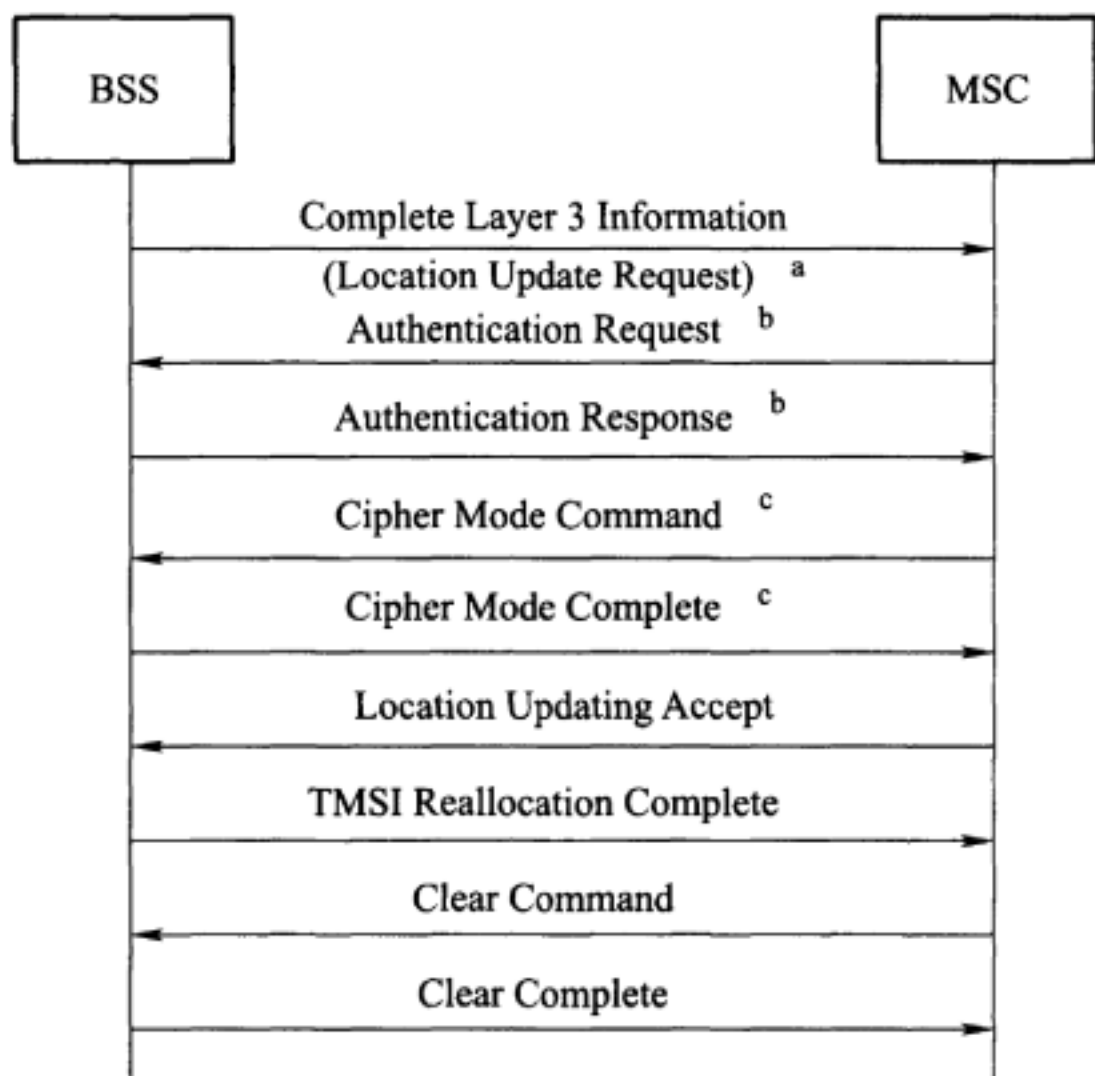 BSS
MSC
Complete Layer 3 Information
(Location Update Request) a
Authentication Request b
Authentication Response b
Cipher Mode Command c
Cipher Mode Complete c
Location Updating Accept
TMSI Reallocation Complete
Clear Command
Clear Complete